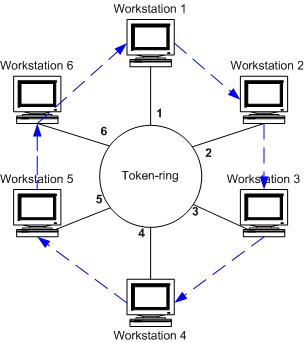 Workstation 1
Workstation 6
Workstation 2
1
6
2
Token-ring
Workstation 5
Workstation 3
5
3
4
Workstation 4